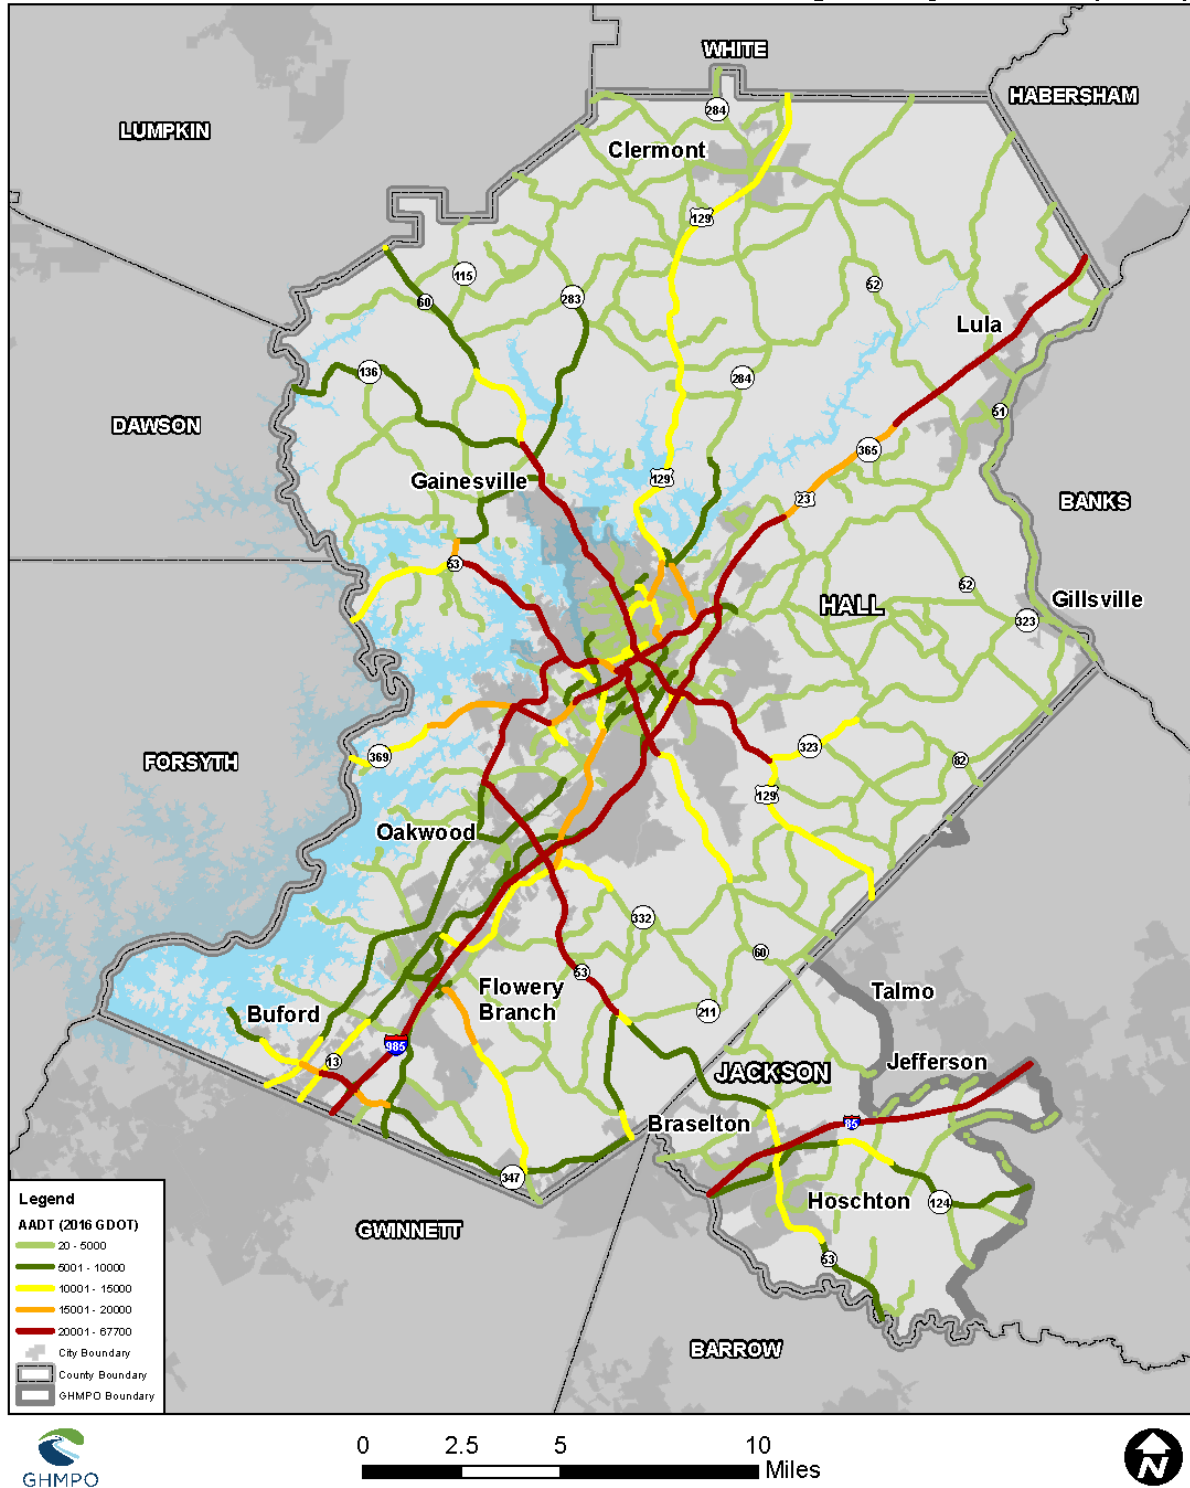 WHITE
HABERSHAM
284
LUMPKIN
Clermont
129
115
52
60
283
Lula
136
284
DAWSON
51
365
Gainesville
129
23
BANKS
53
52
HALL
Gillsville
323
FORSYTH
369
323
82
129
Oakwood
332
60
53
Flowery
Branch
Talmo
211
Buford
985
13
JACKSON
Jefferson
Braselton
85
347
Hoschton
124
GWINNETT
53
BARROW
Legend
AADT (2016 GDOT)
20 - 5000
5001 - 10000
10001 - 15000
15001 - 20000
20001 - 67700
City Boundary
County Boundary
GHMPO Boundary
GHMPO
0 2.5 5 10
Miles
N